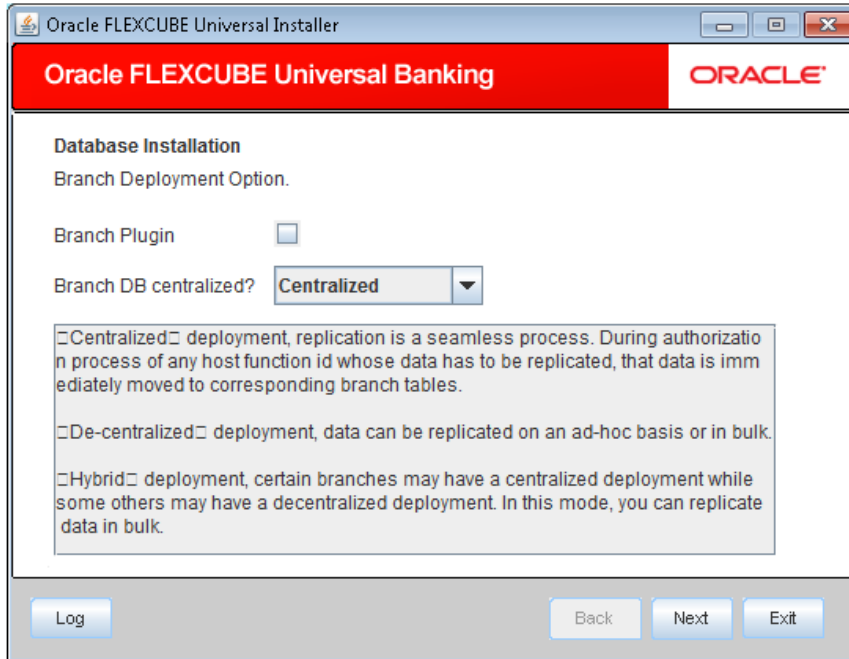 Oracle FLEXCUBE Universal Installer
Oracle FLEXCUBE Universal Banking
ORACLE
Database Installation
Branch Deployment Option.
Branch Plugin
Branch DB centralized? Centralized
□Centralized□ deployment, replication is a seamless process. During authorizatio
n process of any host function id whose data has to be replicated, that data is imm
ediately moved to corresponding branch tables.
□De-centralized□ deployment, data can be replicated on an ad-hoc basis or in bulk.
□Hybrid□ deployment, certain branches may have a centralized deployment while
some others may have a decentralized deployment. In this mode, you can replicate
data in bulk.
Log Back Next Exit